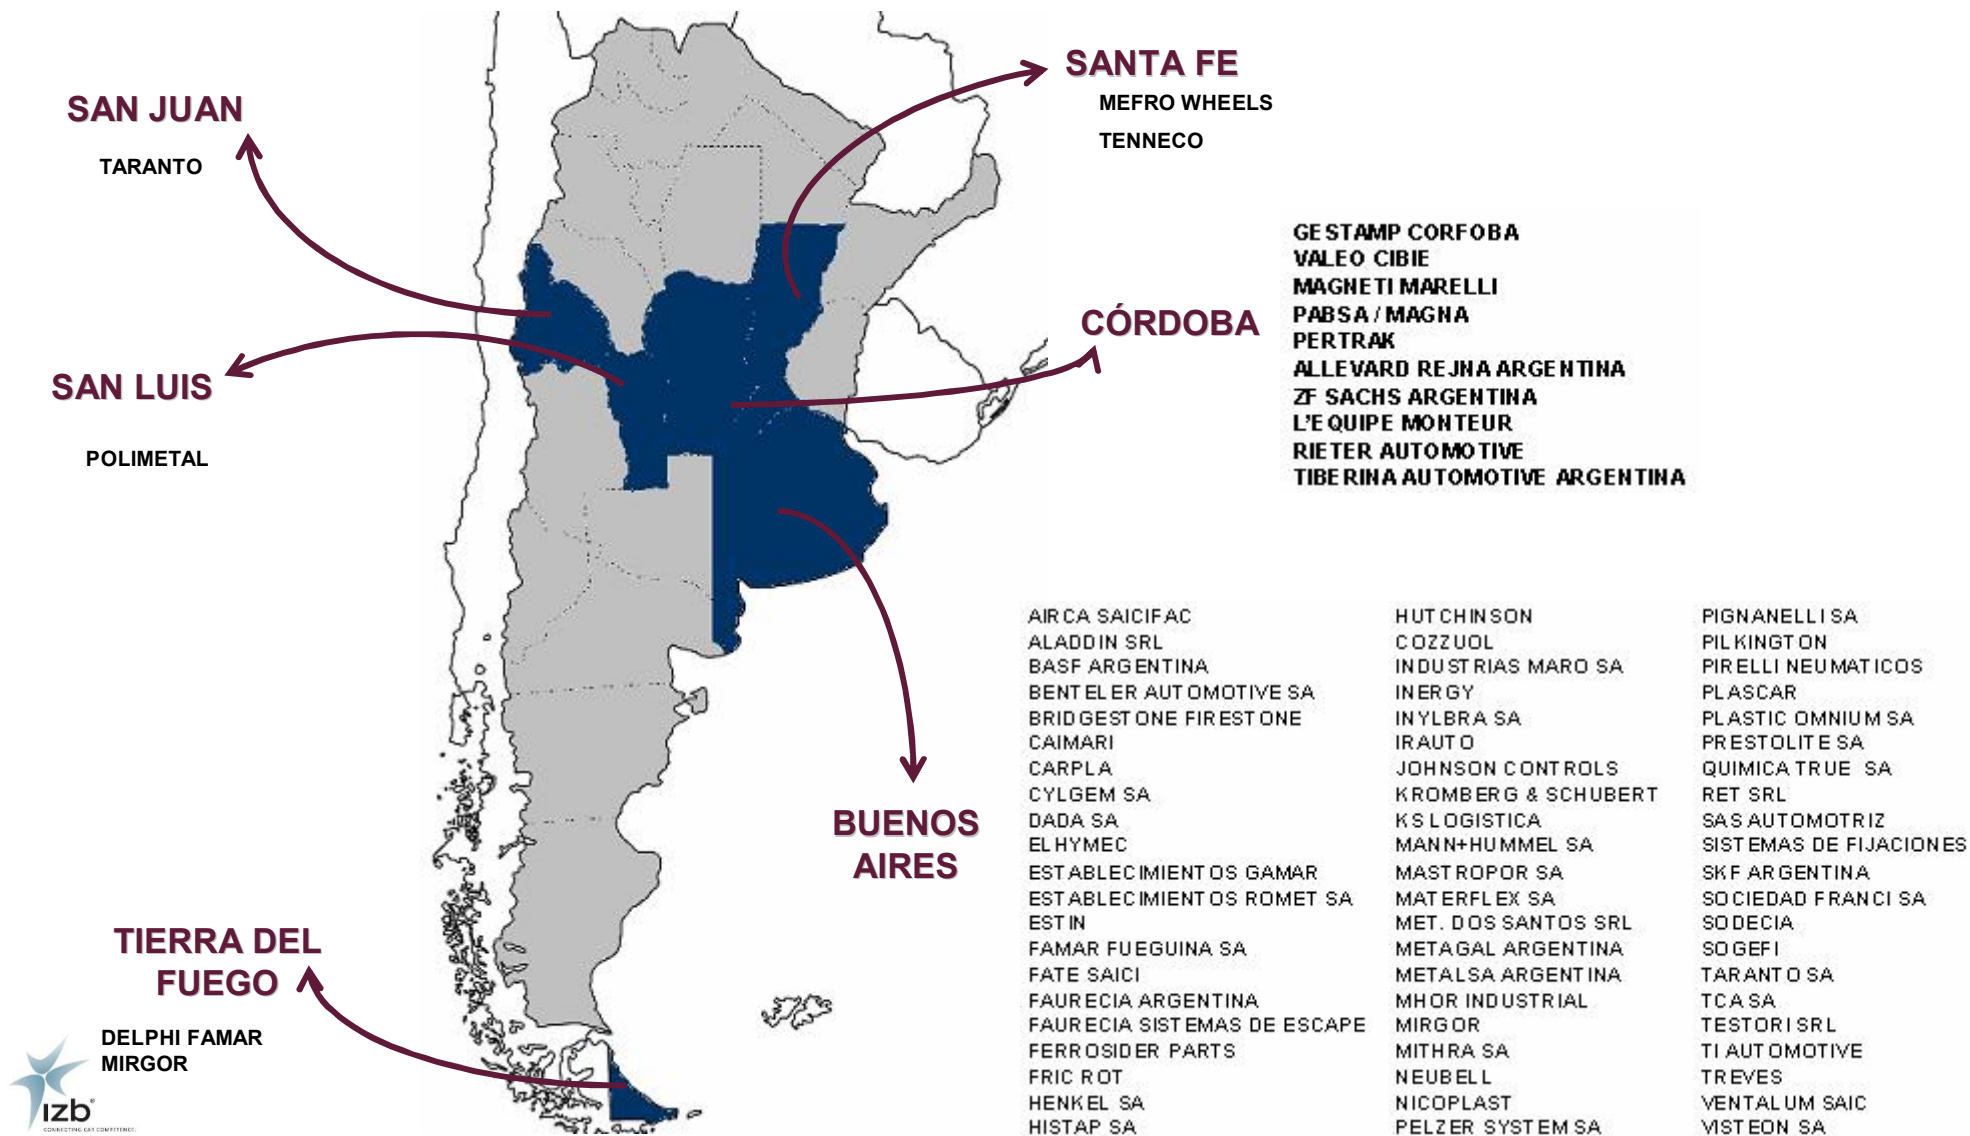 SAN JUAN
TARANTO
SAN LUIS
POLIMETAL
SANTA FE
MEFRO WHEELS
TENNECO
CÓRDOBA
GESTAMP CORFOBA
VALEO CIBIE
MAGNETI MARELLI
PABSA / MAGNA
PERTRAK
ALLEVARD REJNA ARGENTINA
ZF SACHS ARGENTINA
L'EQUIPE MONTEUR
RIETER AUTOMOTIVE
TIBERINA AUTOMOTIVE ARGENTINA
BUENOS
AIRES
AIRCA SAICIFAC
ALADDIN SRL
BASF ARGENTINA
BENTELER AUTOMOTIVE SA
BRIDGESTONE FIRESTONE
CAIMARI
CARPLA
CYLGEM SA
DADA SA
ELHYMEC
ESTABLECIMIENTOS GAMAR
ESTABLECIMIENTOS ROMET SA
ESTIN
FAMAR FUEGUINA SA
FATE SAICI
FAURECIA ARGENTINA
FAURECIA SISTEMAS DE ESCAPE
FERROSIDER PARTS
FRIC ROT
HENKEL SA
HISTAP SA
HUTCHINSON
COZZUOL
INDUSTRIAS MARO SA
INERGY
INYLBRA SA
IRAUTO
JOHNSON CONTROLS
KROMBERG & SCHUBERT
KS LOGISTICA
MANN+HUMMEL SA
MASTROPOR SA
MATERFLEX SA
MET. DOS SANTOS SRL
METAGAL ARGENTINA
METALSA ARGENTINA
MHOR INDUSTRIAL
MIRGOR
MITHRA SA
NEUBELL
NICOPLAST
PELZER SYSTEM SA
PIGNANELLI SA
PILKINGTON
PIRELLI NEUMATICOS
PLASCAR
PLASTIC OMNIUM SA
PRESTOLITE SA
QUIMICA TRUE SA
RET SRL
SAS AUTOMOTRIZ
SISTEMAS DE FIJACIONES
SKF ARGENTINA
SOCIEDAD FRANCI SA
SODECIA
SOGEFI
TARANTO SA
TCA SA
TESTORI SRL
TI AUTOMOTIVE
TREVES
VENTALUM SAIC
VISTEON SA
TIERRA DEL
FUEGO
DELPHI FAMAR
MIRGOR
izb
CONNECTING CAR COMPETENCE.